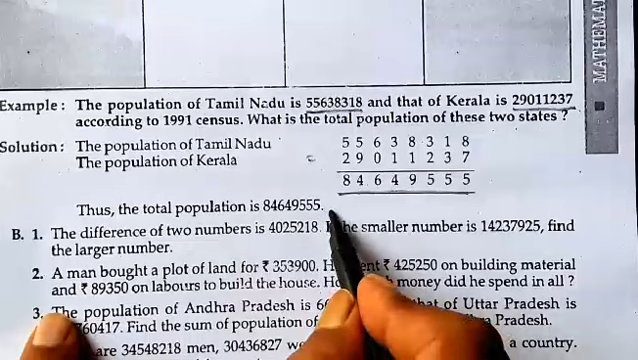 MATHEMAT
Example : The population of Tamil Nadu is 55638318 and that of Kerala is 29011237
according to 1991 census. What is the total population of these two states ?
Solution : The population of Tamil Nadu 5 5 6 3 8 3 1 8
The population of Kerala 2 9 0 1 1 2 3 7
8 4 6 4 9 5 5 5
Thus, the total population is 84649555.
B. 1. The difference of two numbers is 4025218. the smaller number is 14237925, find
the larger number.
2. A man bought a plot of land for ₹ 353900. ₹ 425250 on building material
and ₹ 89350 on labours to build the house. money did he spend in all ?
3. The population of Andhra Pradesh is of Uttar Pradesh is
60417. Find the sum of population of Pradesh.
are 34548218 men, 30436827 a country.